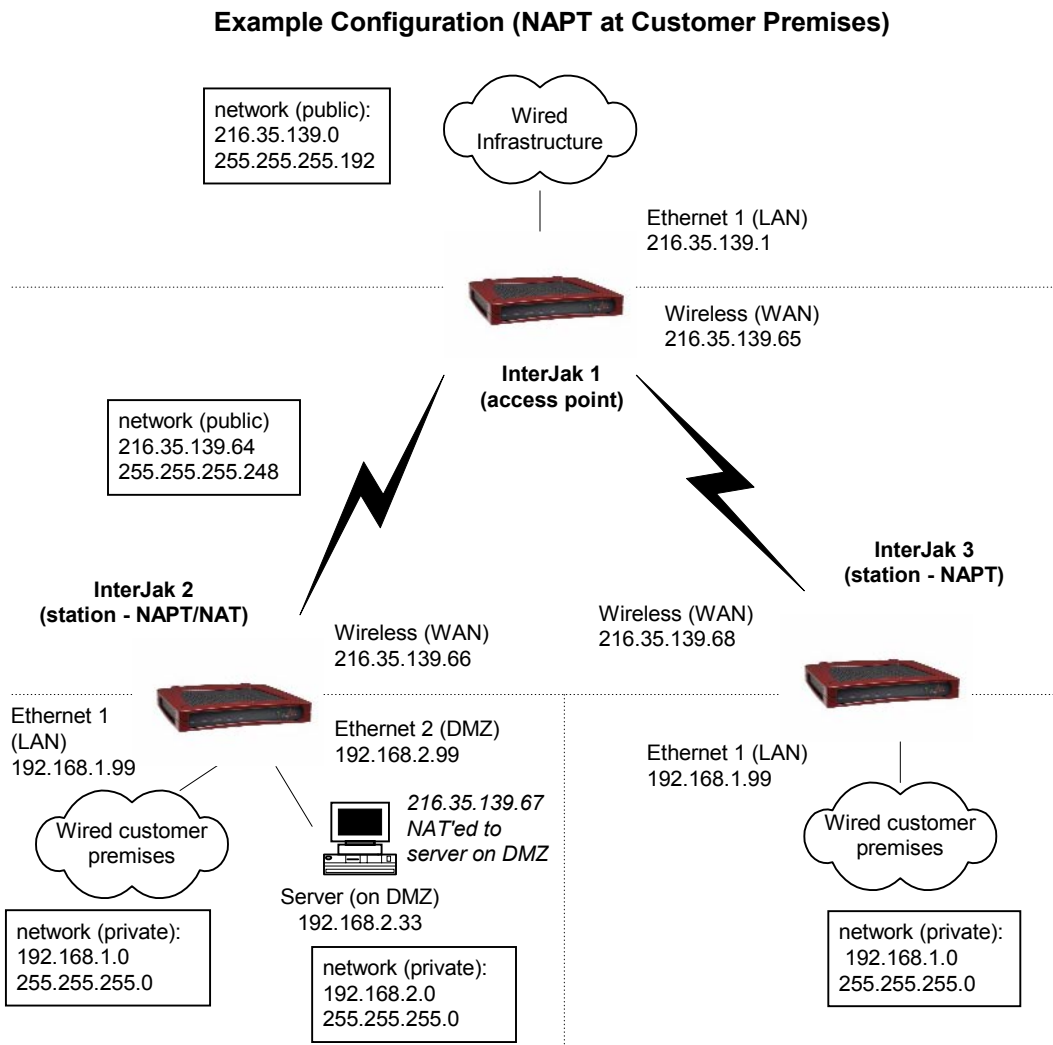 Example Configuration (NAPT at Customer Premises)
network (public):
216.35.139.0
255.255.255.192
Wired
Infrastructure
Ethernet 1 (LAN)
216.35.139.1
Wireless (WAN)
216.35.139.65
InterJak 1
(access point)
network (public)
216.35.139.64
255.255.255.248
InterJak 2
(station - NAPT/NAT)
Wireless (WAN)
216.35.139.66
Wireless (WAN)
216.35.139.68
InterJak 3
(station - NAPT)
Ethernet 1
(LAN)
192.168.1.99
Ethernet 2 (DMZ)
192.168.2.99
Ethernet 1 (LAN)
192.168.1.99
Wired customer
premises
216.35.139.67
NAT'ed to
server on DMZ
Wired customer
premises
Server (on DMZ)
192.168.2.33
network (private):
192.168.1.0
255.255.255.0
network (private):
192.168.2.0
255.255.255.0
network (private):
192.168.1.0
255.255.255.0